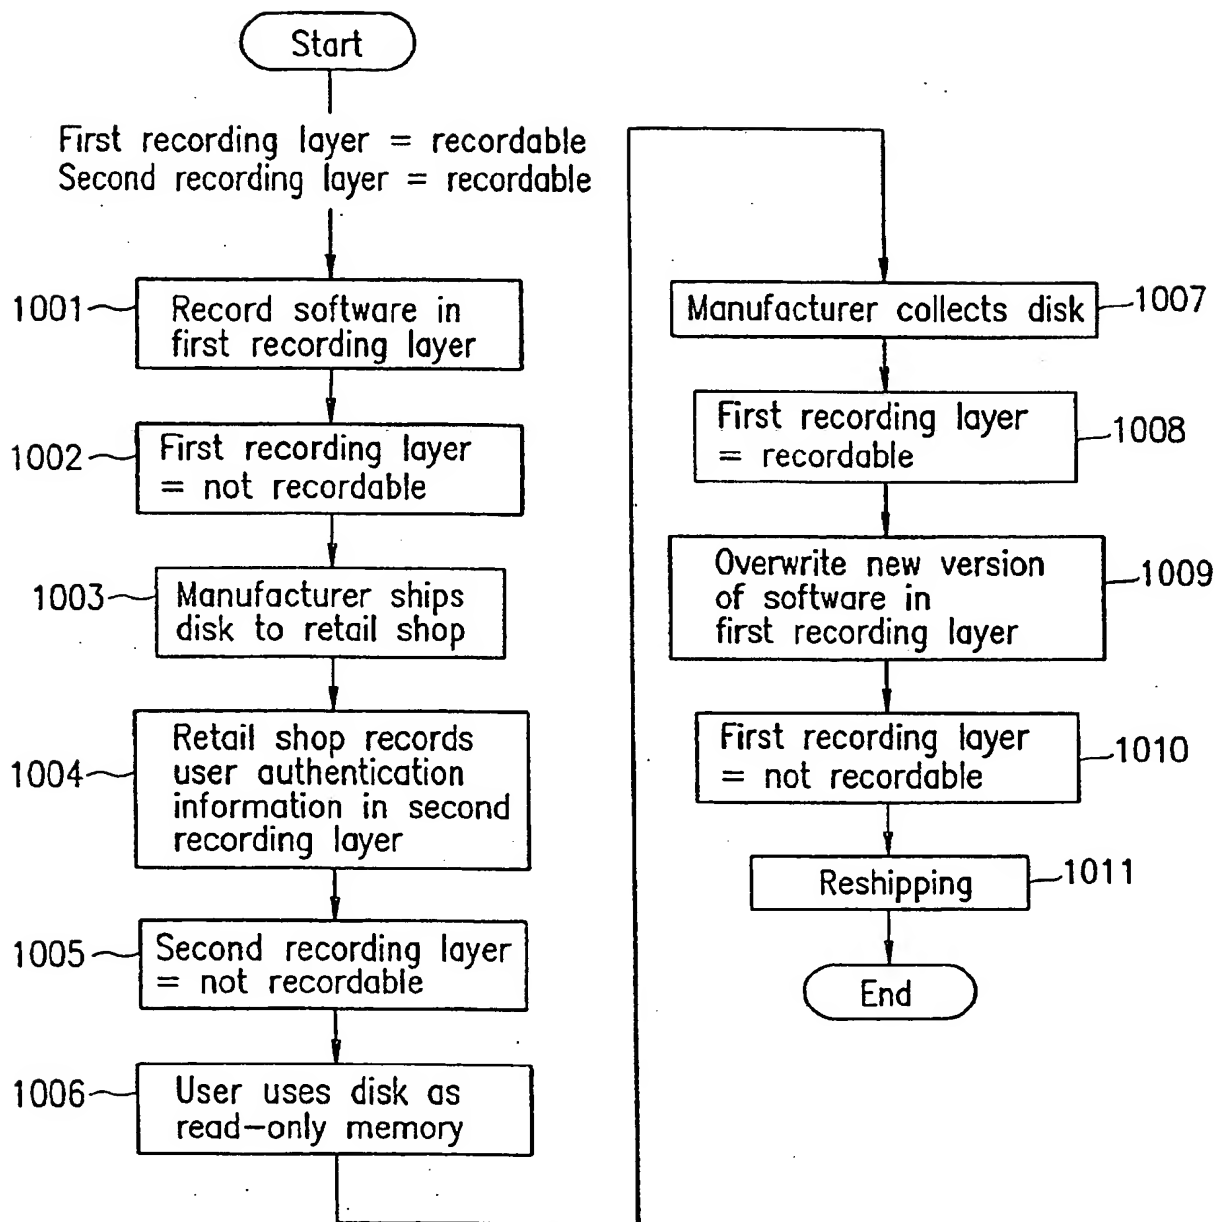 Start
First recording layer = recordable
Second recording layer = recordable
1001
Record software in
first recording layer
1002
First recording layer
= not recordable
1003
Manufacturer ships
disk to retail shop
1004
Retail shop records
user authentication
information in second
recording layer
1005
Second recording layer
= not recordable
1006
User uses disk as
read-only memory
Manufacturer collects disk
1007
First recording layer
= recordable
1008
Overwrite new version
of software in
first recording layer
1009
First recording layer
= not recordable
1010
Reshipping
1011
End